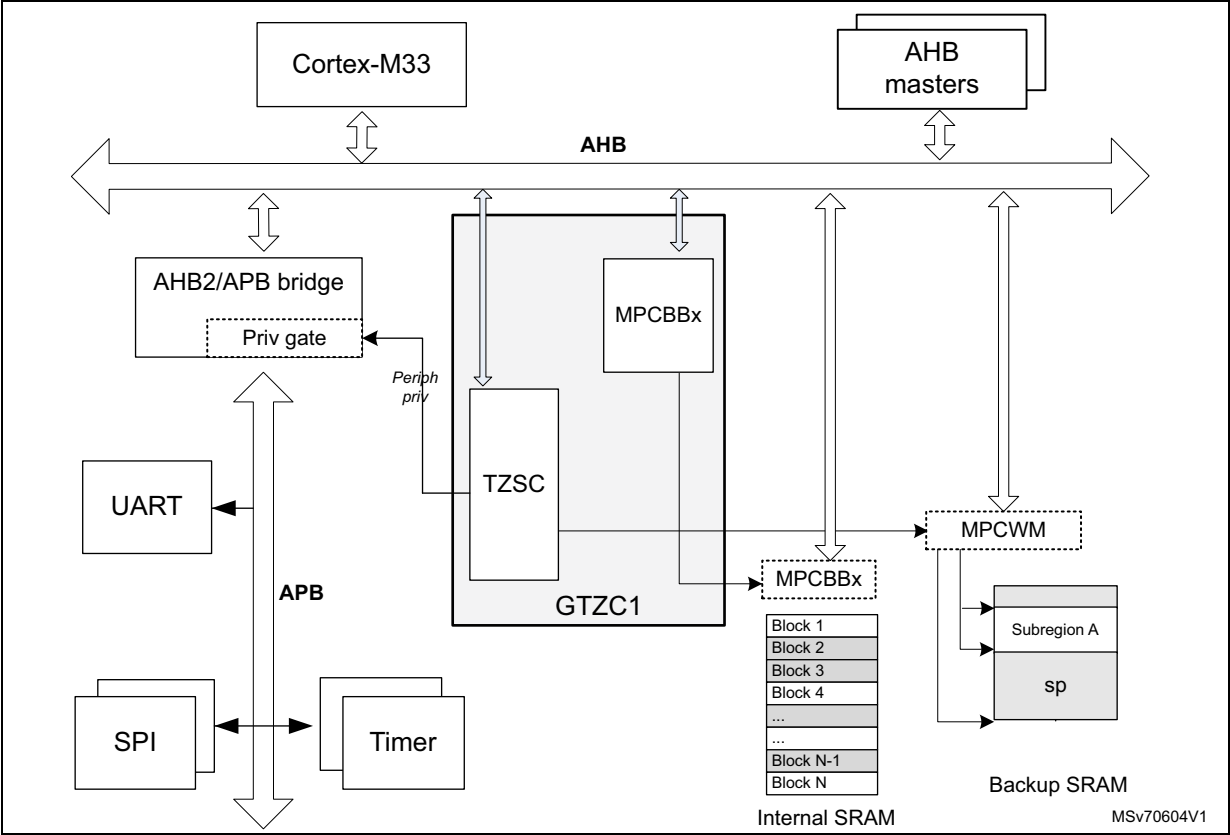 Cortex-M33
AHB
masters
AHB
AHB2/APB bridge
Priv gate
MPCBBx
Periph
priv
TZSC
UART
MPCWM
MPCBBx
APB
GTZC1
Block 1
Block 2
Block 3
Block 4
...
...
Block N-1
Block N
Subregion A
sp
SPI
Timer
Backup SRAM
Internal SRAM
MSv70604V1